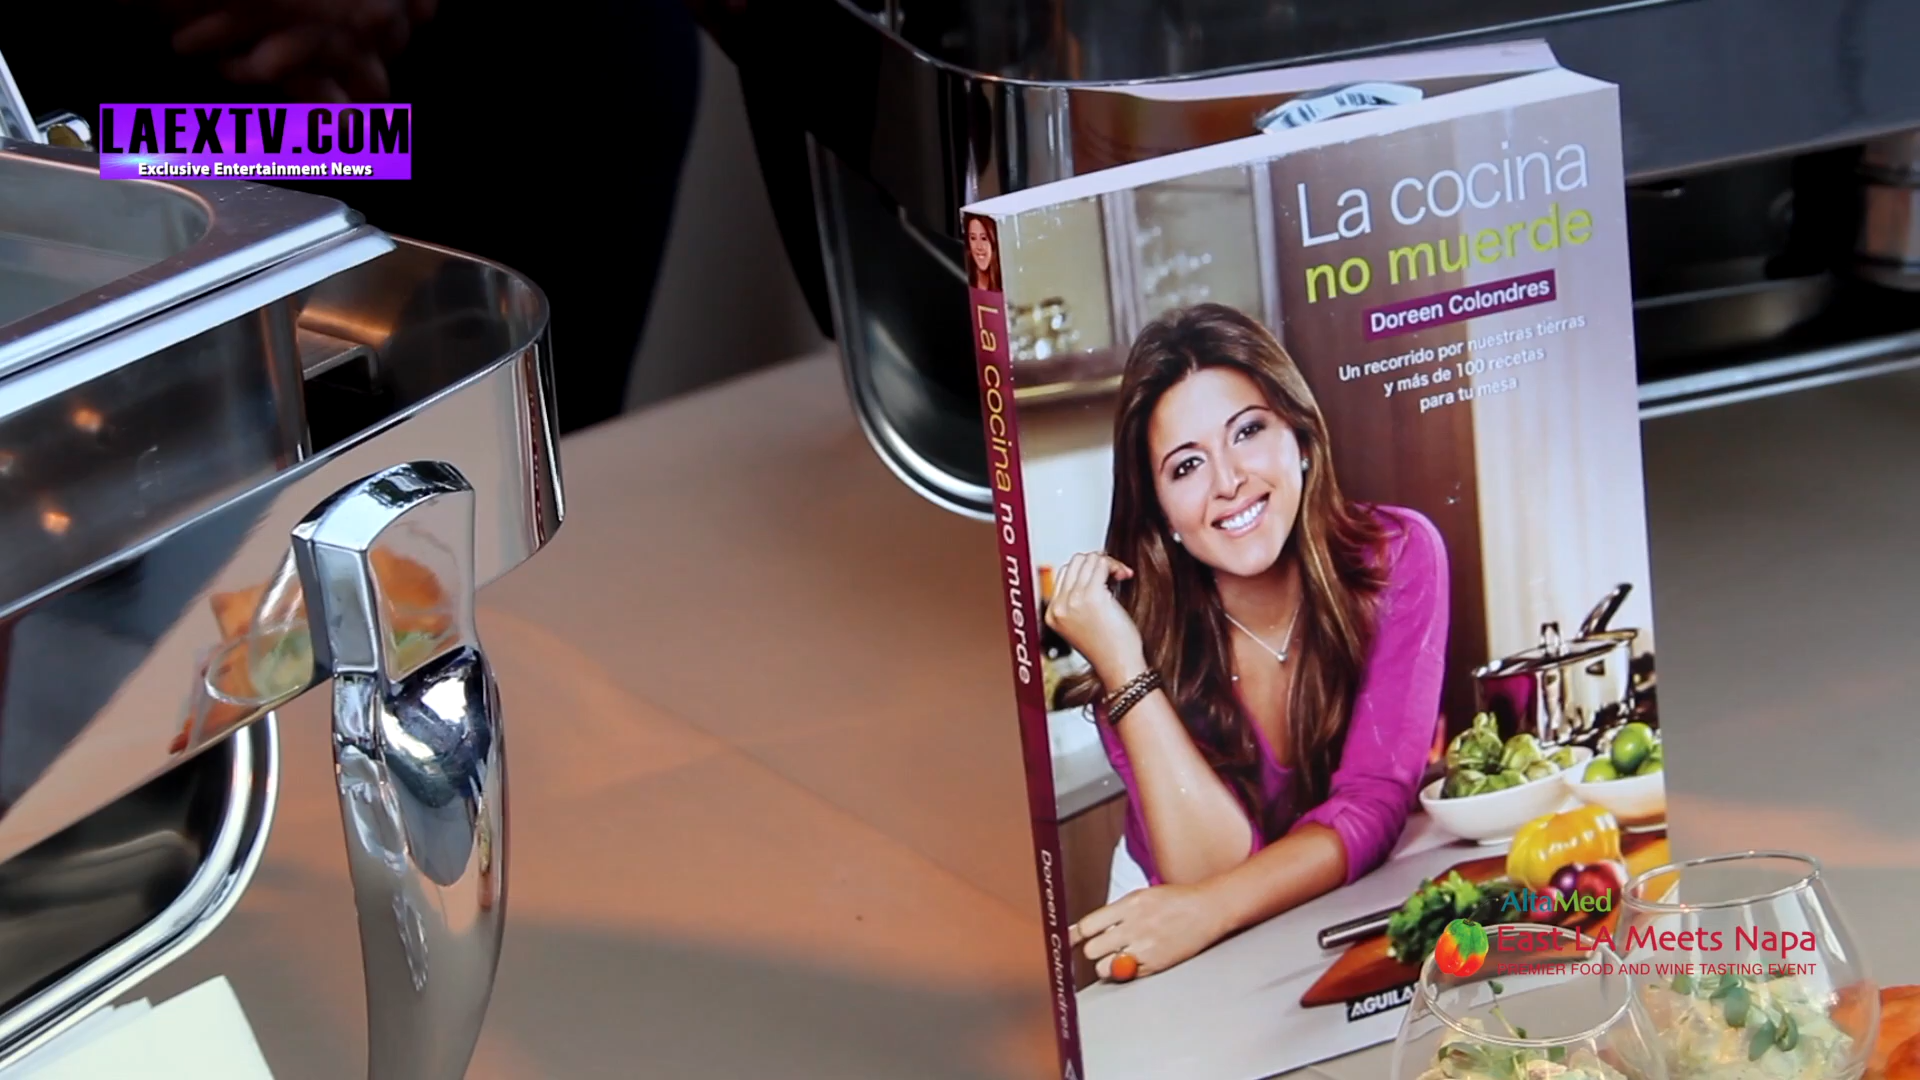 LAEXTV.COM
Exclusive Entertainment News
La cocina
no muerde
Doreen Colondres
Un recorrido por nuestras tierras
y más de 100 recetas
para tu mesa
La cocina no muerde
Doreen Colondres
AltaMed
East LA Meets Napa
PREMIER FOOD AND WINE TASTING EVENT